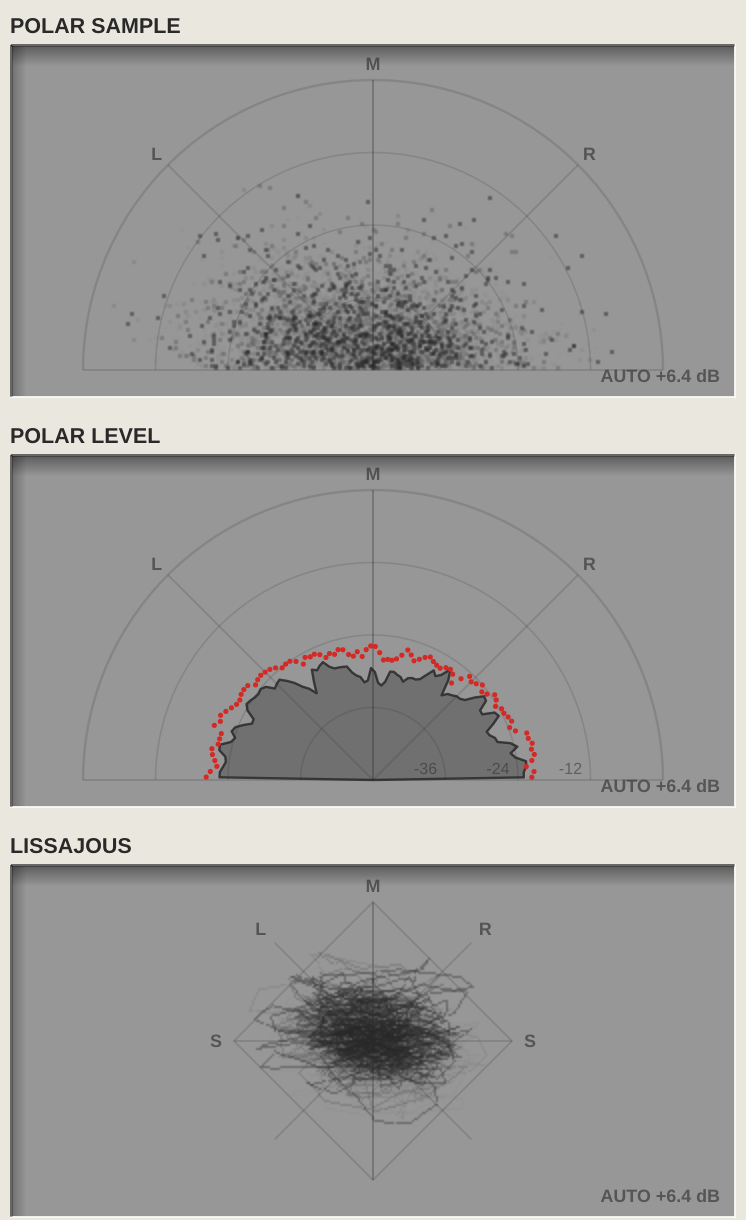 POLAR SAMPLE
M
L R
AUTO +6.4 dB
POLAR LEVEL
M
L R
-36 -24 -12
AUTO +6.4 dB
LISSAJOUS
M
L R
S S
AUTO +6.4 dB